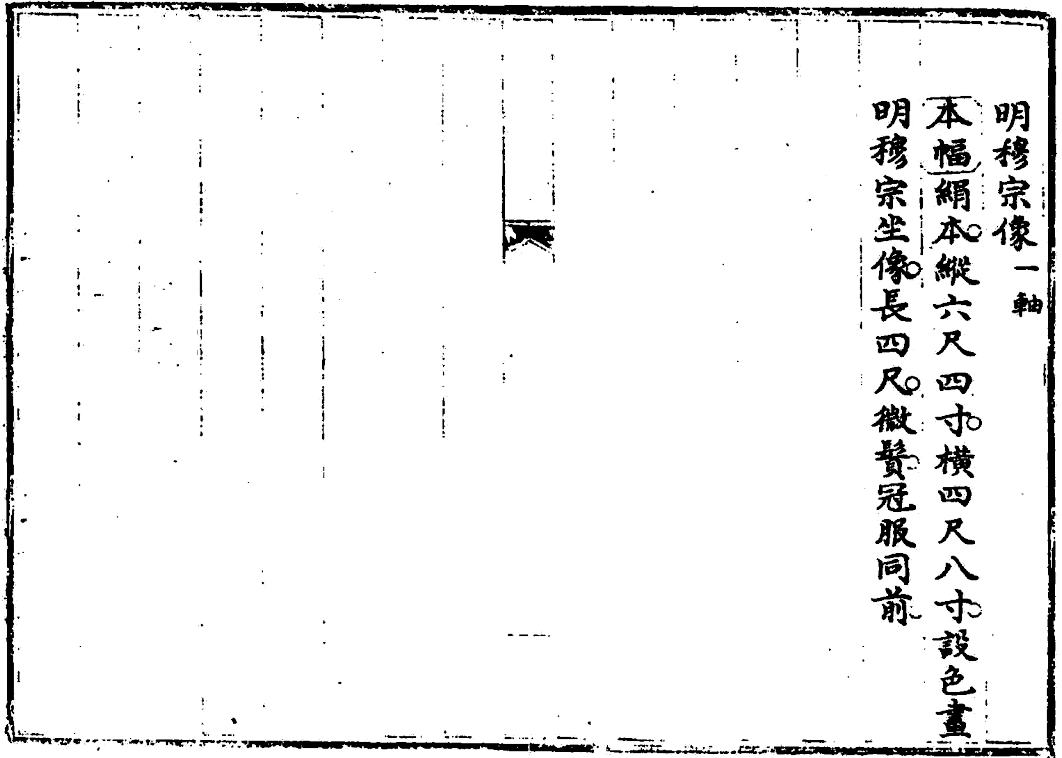 明穆宗像一軸
本幅絹本。縱六尺四寸。橫四尺八寸。設色畫
明穆宗坐像。長四尺。微鬚。冠服同前。